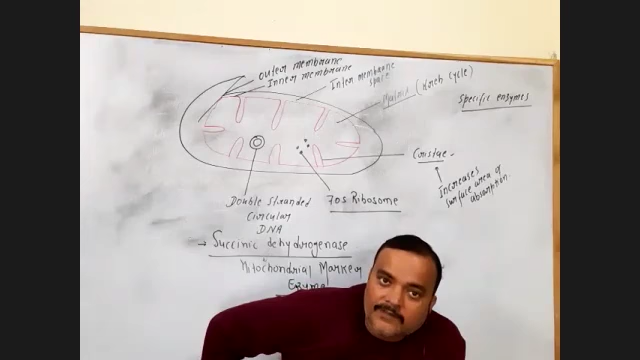 Outer membrane
Inner membrane
Inter membrane
space
(Kreb cycle)
Specific enzymes
Cristae
Increases
surface area of
absorption.
Double Stranded
Circular
DNA
70s Ribosome
→ Succinic dehydrogenase
Mitochondrial Marker
Enzyme